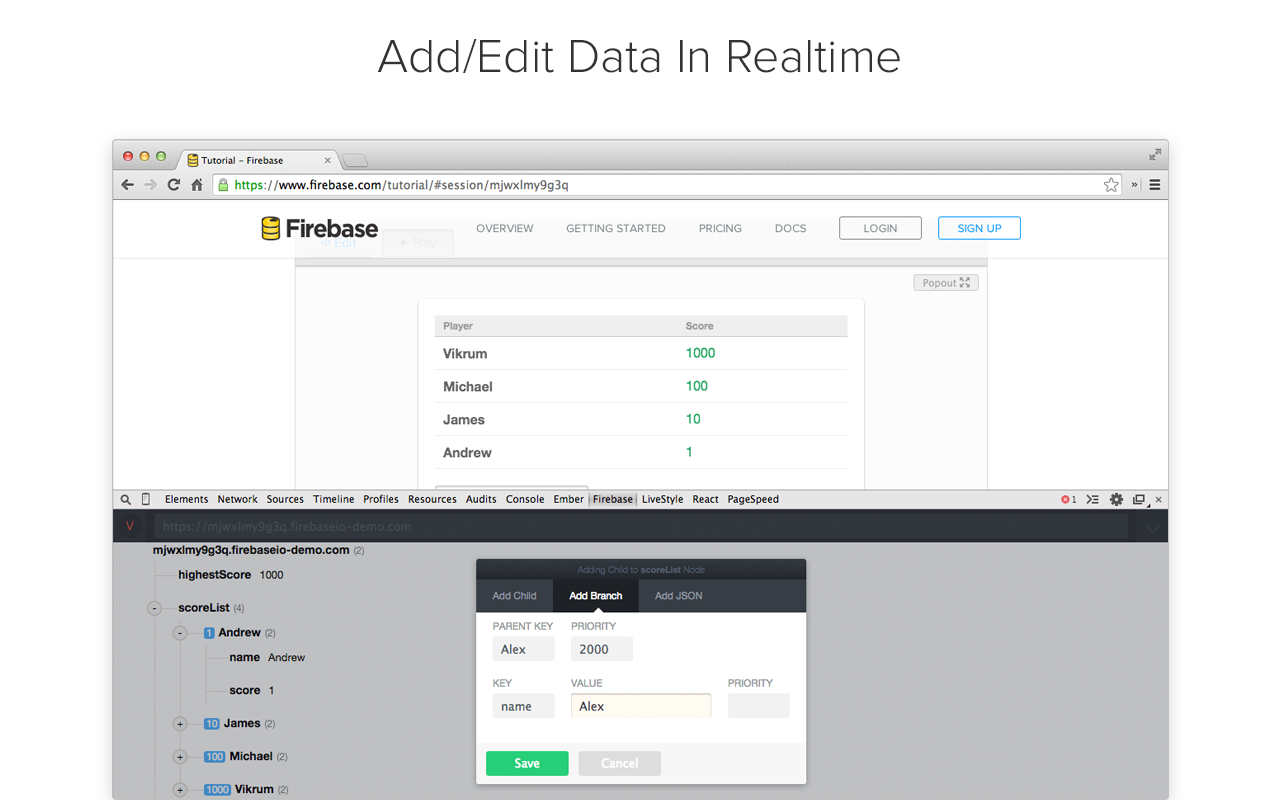 Add/Edit Data In Realtime
Tutorial – Firebase
https://www.firebase.com/tutorial/#session/mjwxlmy9g3q
Firebase OVERVIEW GETTING STARTED PRICING DOCS LOGIN SIGN UP
Edit Play
Popout
Player Score
Vikrum 1000
Michael 100
James 10
Andrew 1
Elements Network Sources Timeline Profiles Resources Audits Console Ember Firebase LiveStyle React PageSpeed 1
V https://mjwxlmy9g3q.firebaseio-demo.com
mjwxlmy9g3q.firebaseio-demo.com (2)
highestScore 1000
scoreList (4)
1 Andrew (2)
name Andrew
score 1
10 James (2)
100 Michael (2)
1000 Vikrum (2)
Adding Child to scoreList Node
Add Child Add Branch Add JSON
PARENT KEY PRIORITY
Alex 2000
KEY VALUE PRIORITY
name Alex
Save Cancel